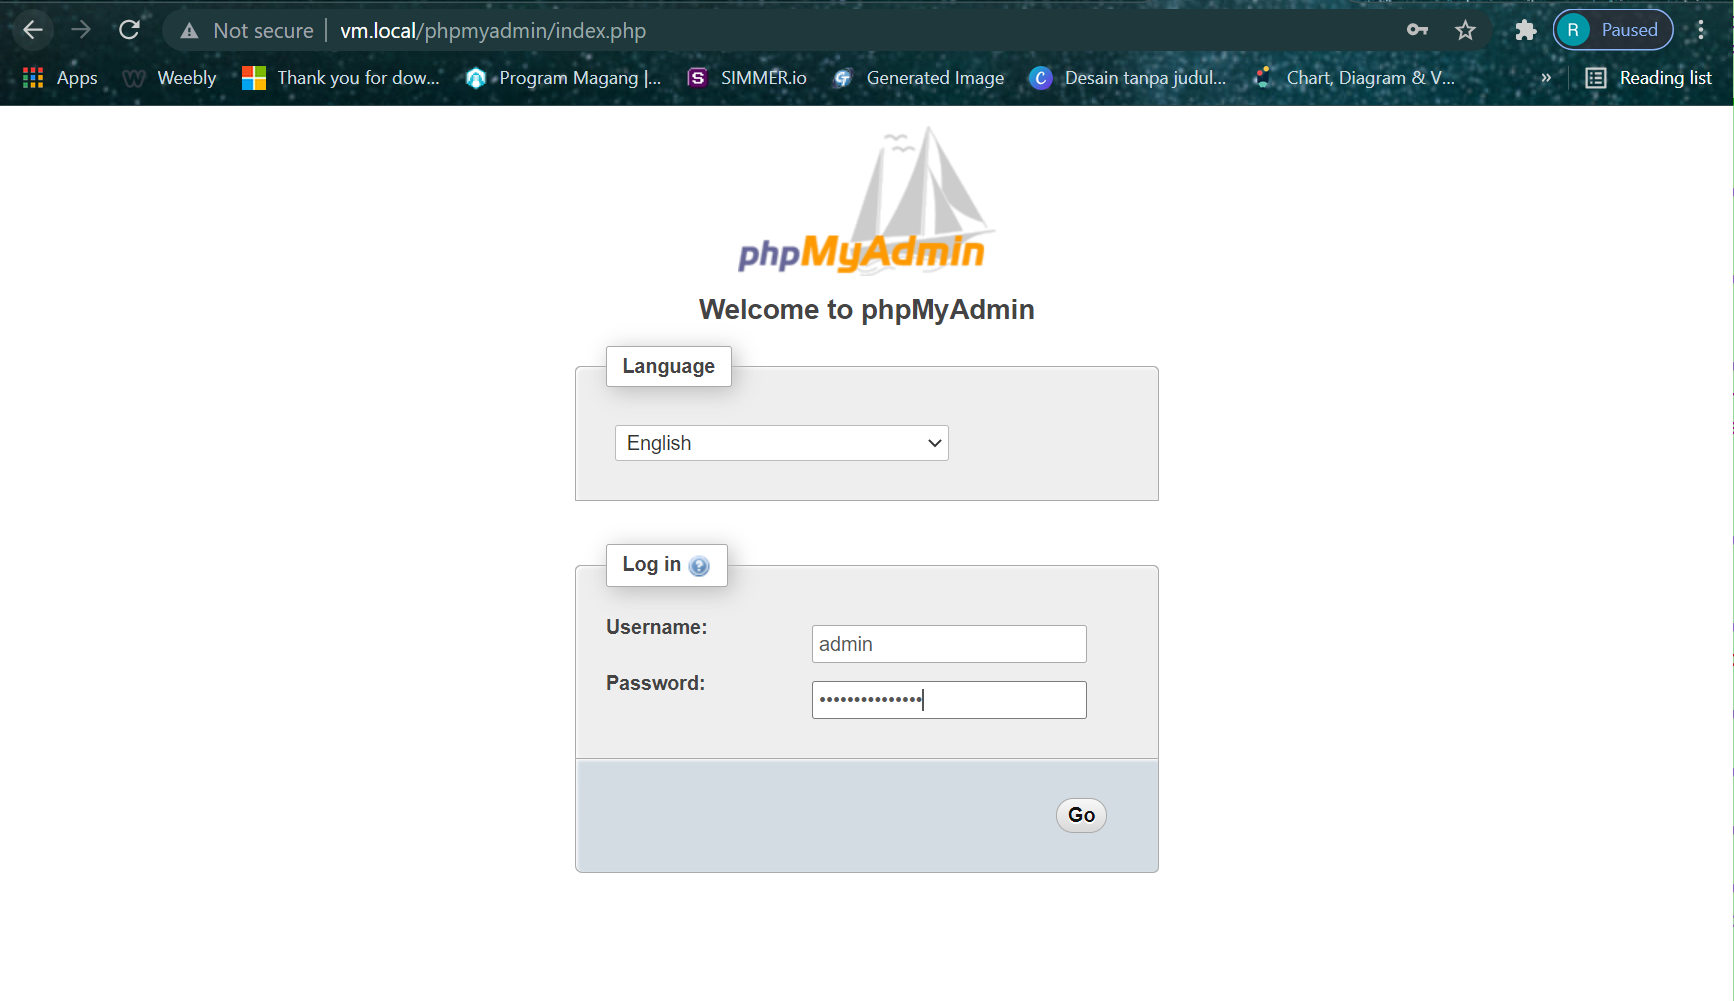 Not secure | vm.local/phpmyadmin/index.php
R Paused
Apps Weebly Thank you for dow... Program Magang |... S SIMMER.io Generated Image C Desain tanpa judul... Chart, Diagram & V... » Reading list
phpMyAdmin
Welcome to phpMyAdmin
Language
English
Log in ?
Username:
admin
Password:
•••••••••••••••
Go